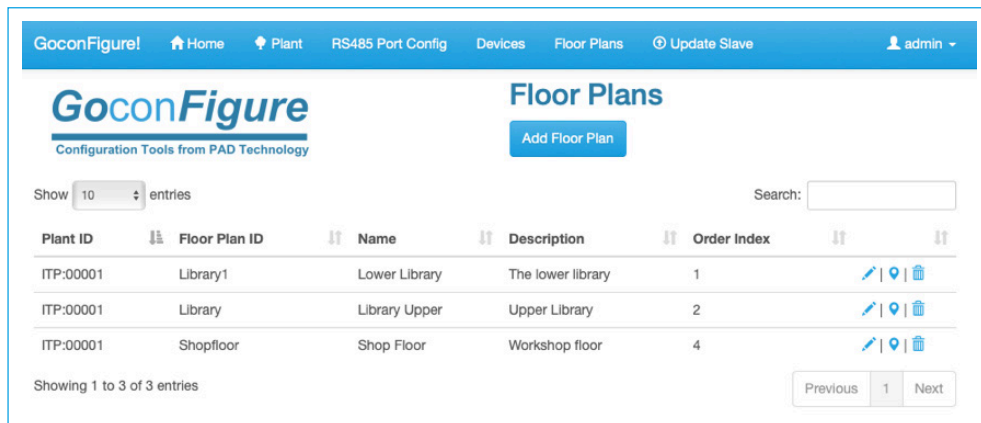 GoconFigure! Home Plant RS485 Port Config Devices Floor Plans Update Slave admin
GoconFigure
Configuration Tools from PAD Technology
Floor Plans
Add Floor Plan
Show 10 entries Search:
Plant ID Floor Plan ID Name Description Order Index
ITP:00001 Library1 Lower Library The lower library 1
ITP:00001 Library Library Upper Upper Library 2
ITP:00001 Shopfloor Shop Floor Workshop floor 4
Showing 1 to 3 of 3 entries
Previous 1 Next